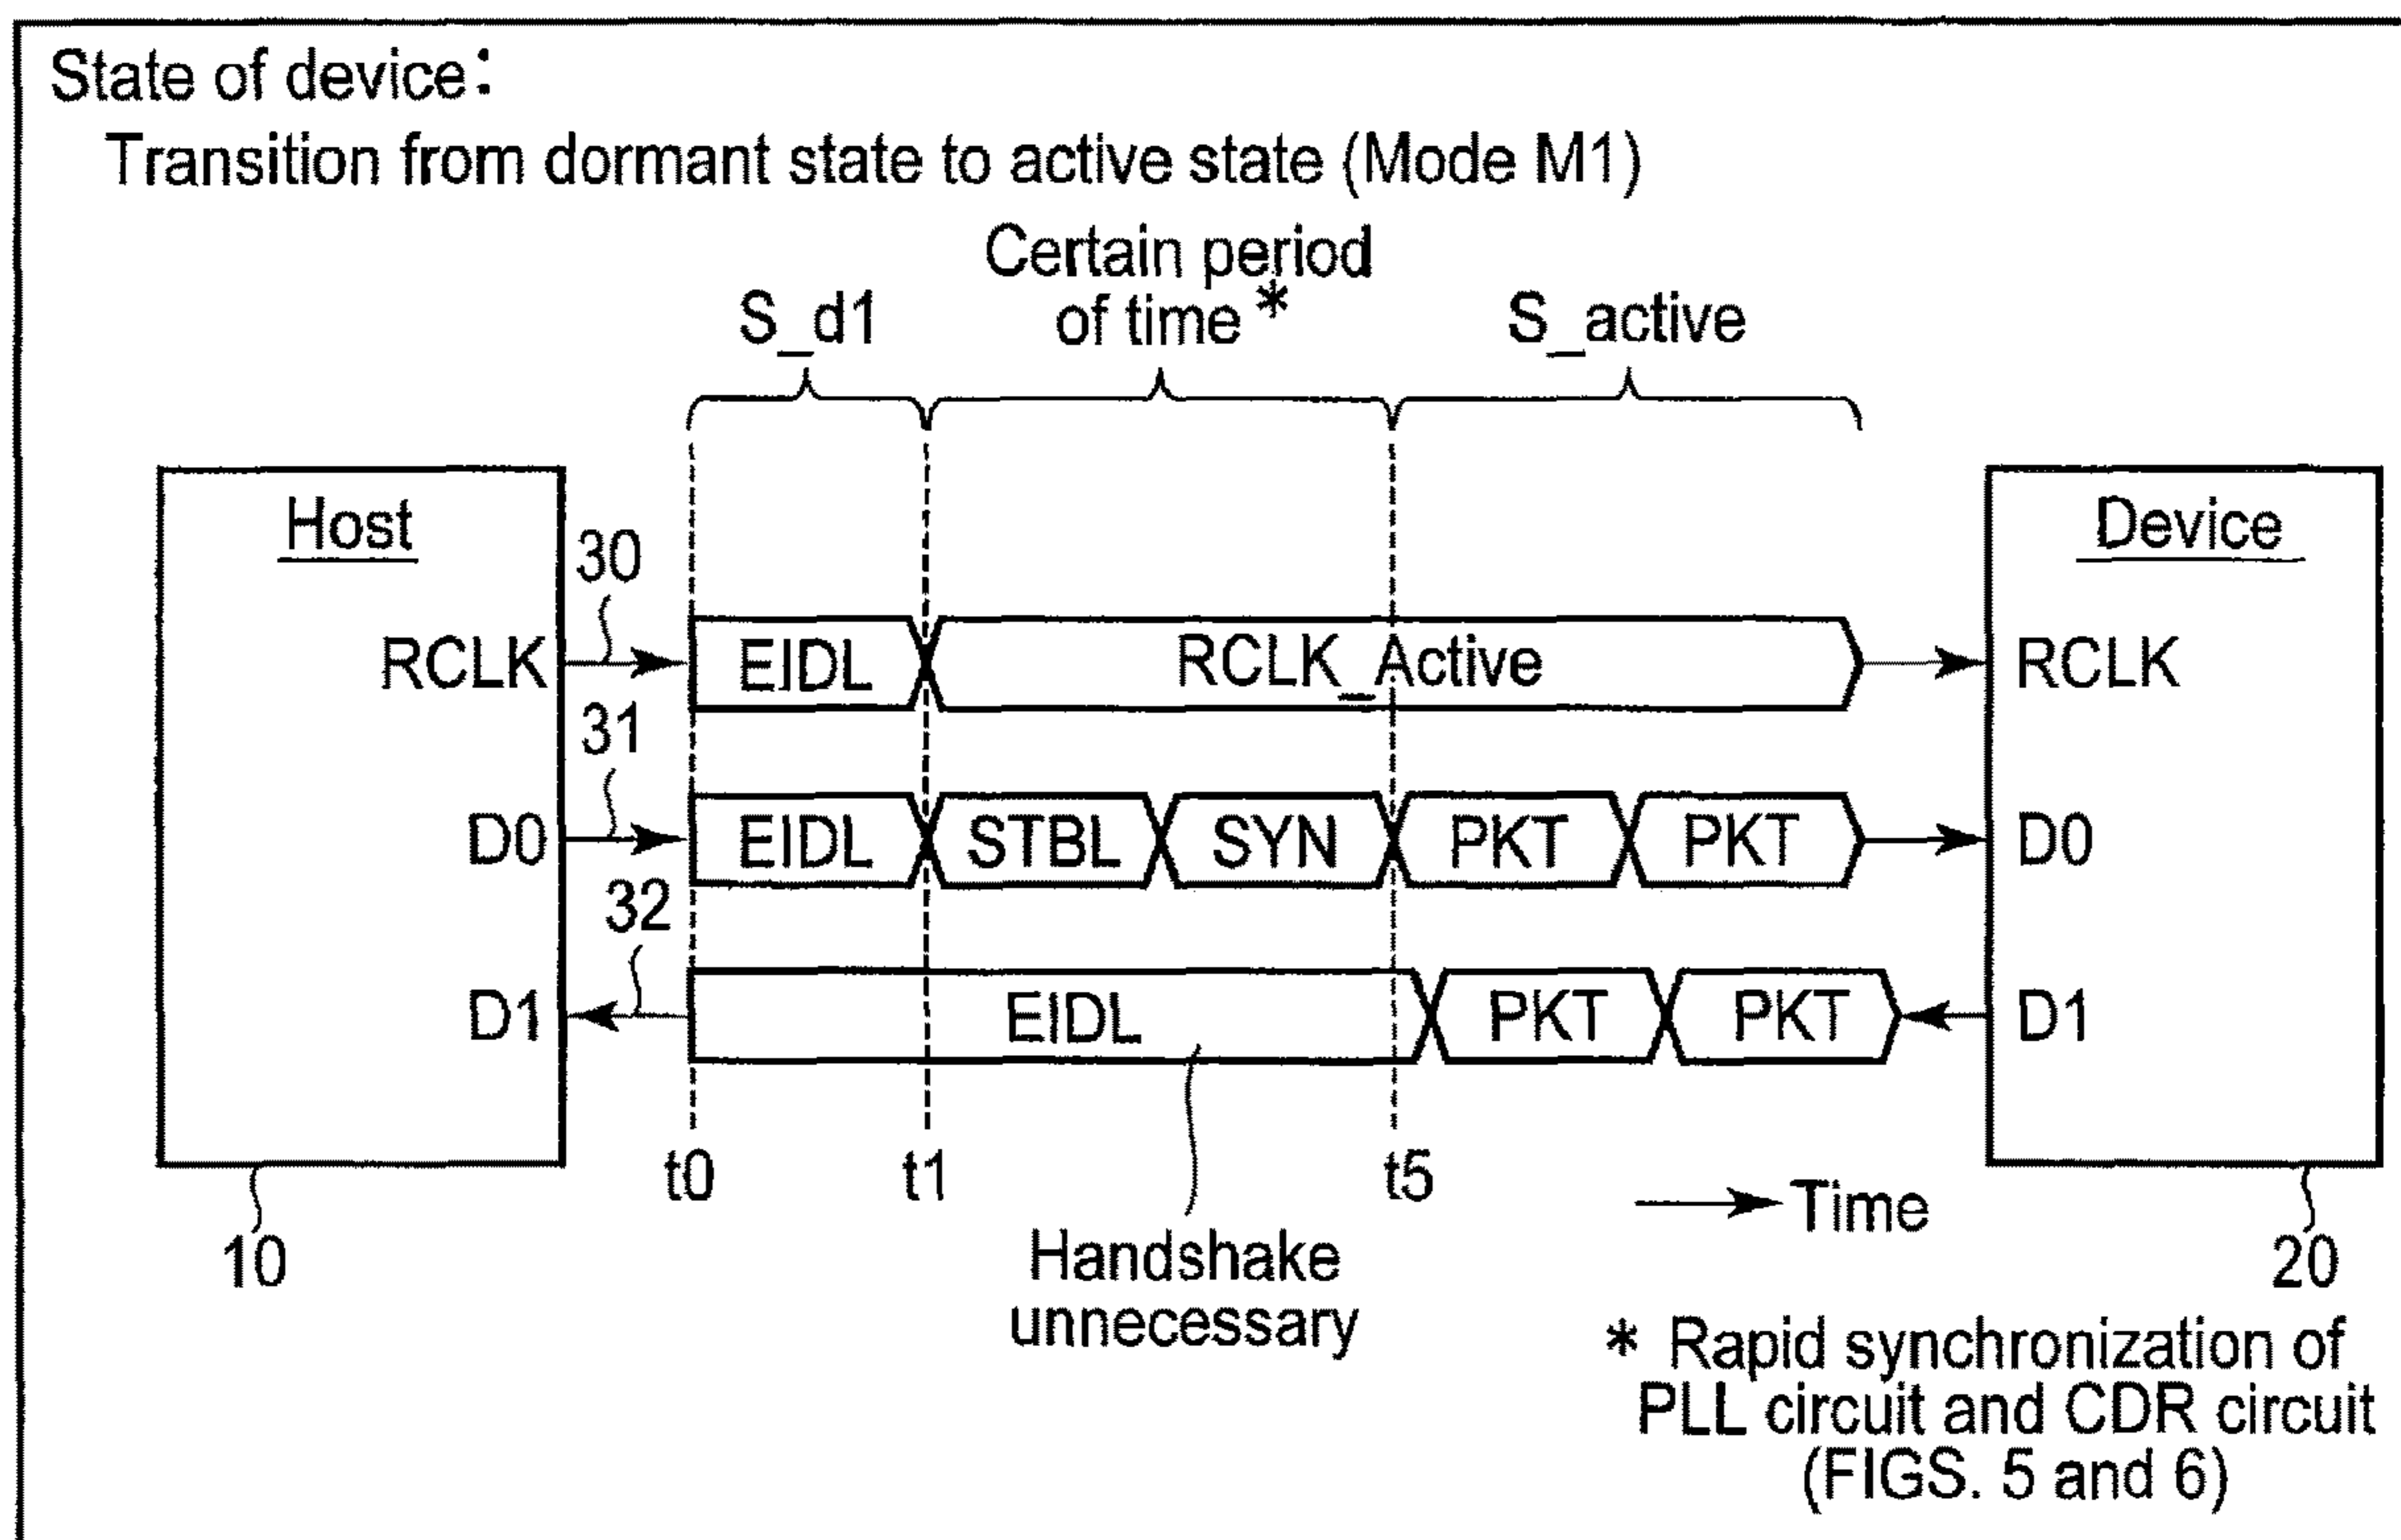 State of device:
Transition from dormant state to active state (Mode M1)
Certain period
of time *
S_d1
S_active
Host
Device
30
RCLK
EIDL
RCLK_Active
RCLK
31
D0
EIDL
STBL
SYN
PKT
PKT
D0
32
D1
EIDL
PKT
PKT
D1
t0
t1
t5
Time
10
20
Handshake
unnecessary
* Rapid synchronization of
PLL circuit and CDR circuit
(FIGS. 5 and 6)